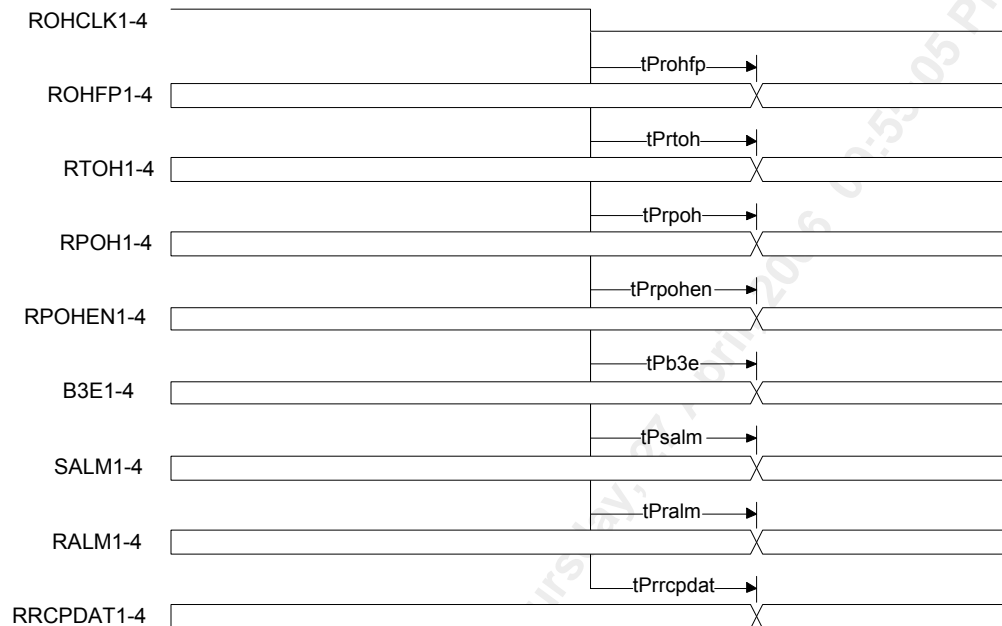 ROHCLK1-4
tProhfp
ROHFP1-4
tPrtoh
RTOH1-4
tPrpoh
RPOH1-4
tPrpohen
RPOHEN1-4
tPb3e
B3E1-4
tPsalm
SALM1-4
tPralm
RALM1-4
tPrrcpdat
RRCPDAT1-4